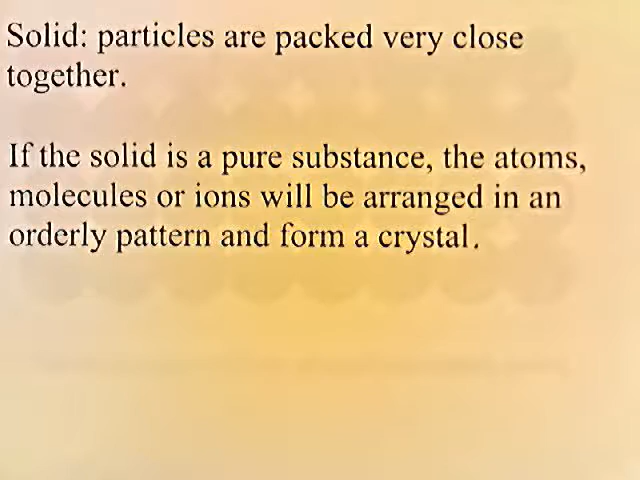 Solid: particles are packed very close
together.
If the solid is a pure substance, the atoms,
molecules or ions will be arranged in an
orderly pattern and form a crystal.